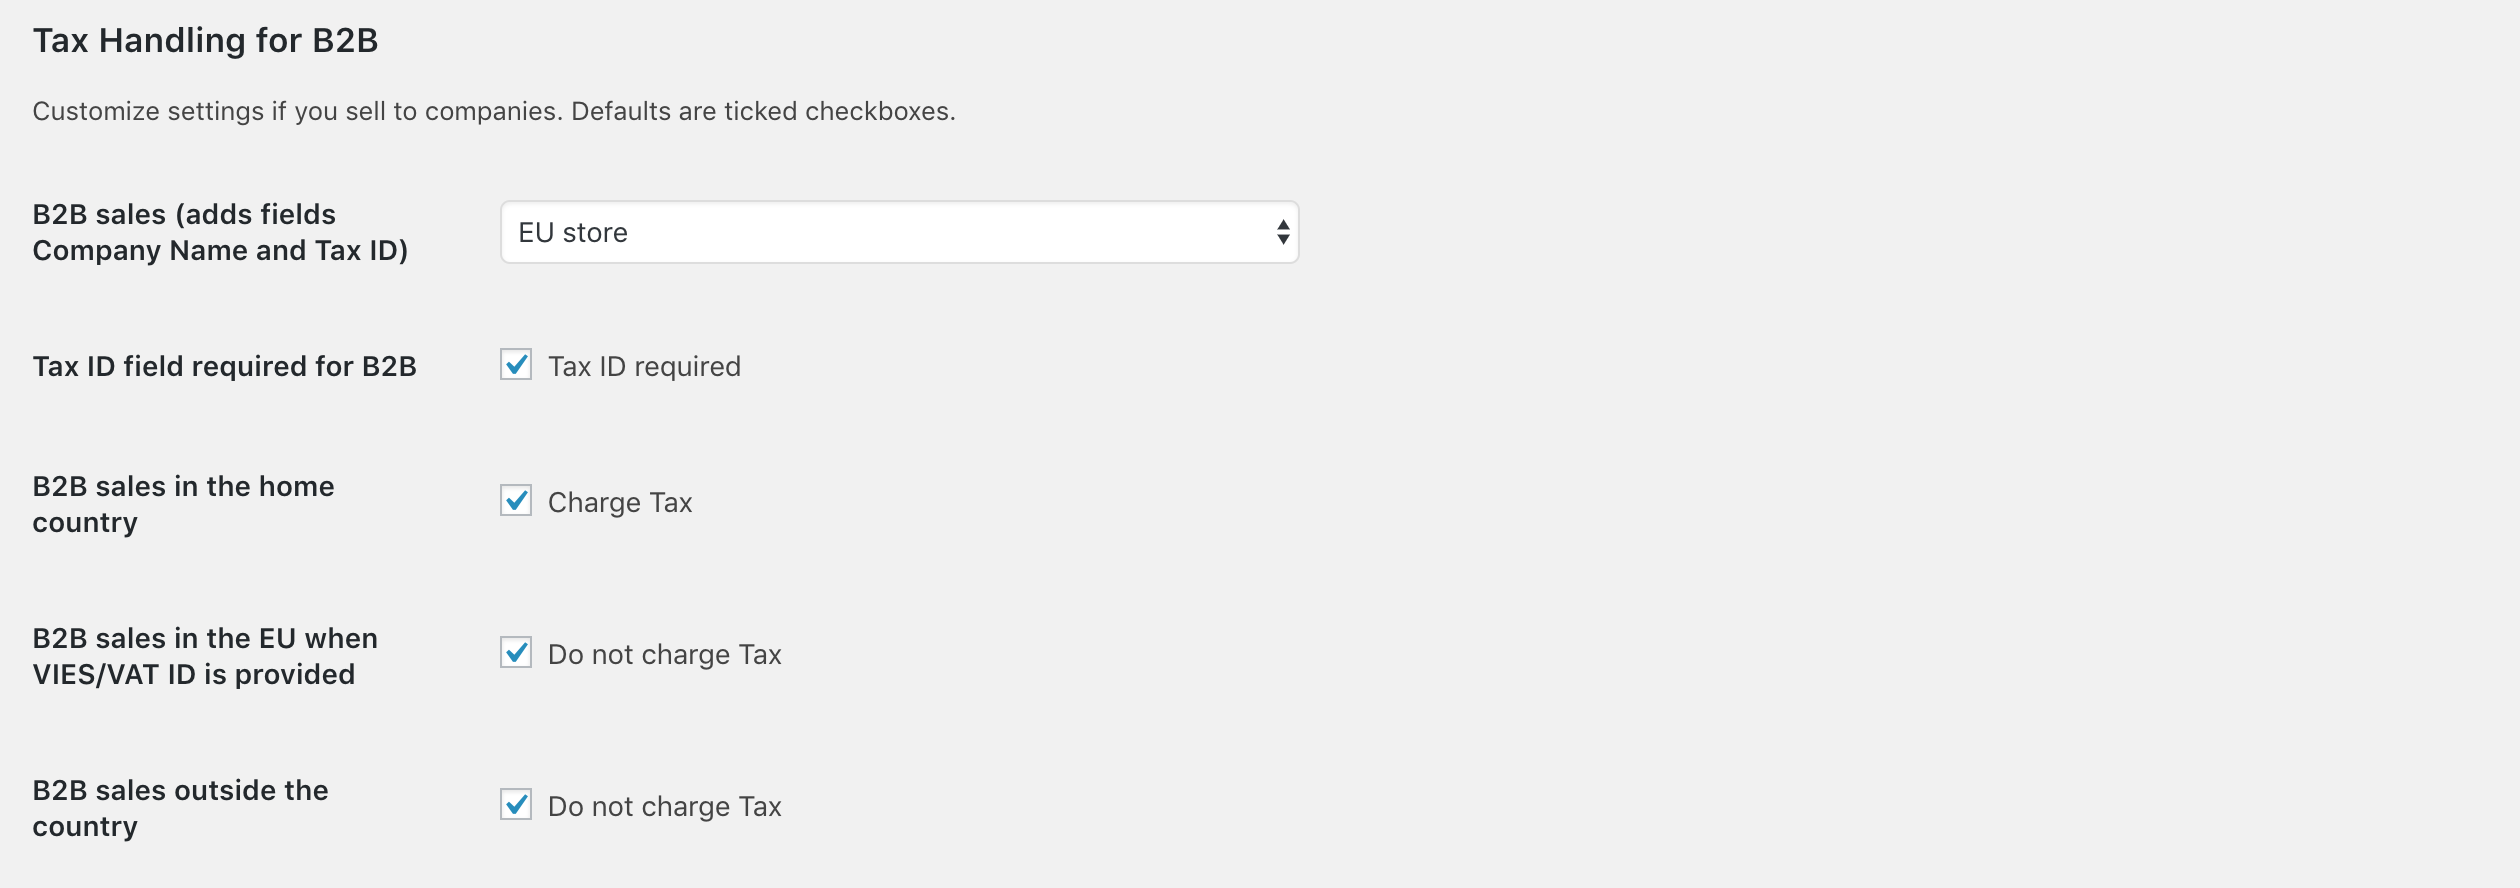 Tax Handling for B2B
Customize settings if you sell to companies. Defaults are ticked checkboxes.
B2B sales (adds fields
Company Name and Tax ID)
EU store
Tax ID field required for B2B
Tax ID required
B2B sales in the home
country
Charge Tax
B2B sales in the EU when
VIES/VAT ID is provided
Do not charge Tax
B2B sales outside the
country
Do not charge Tax